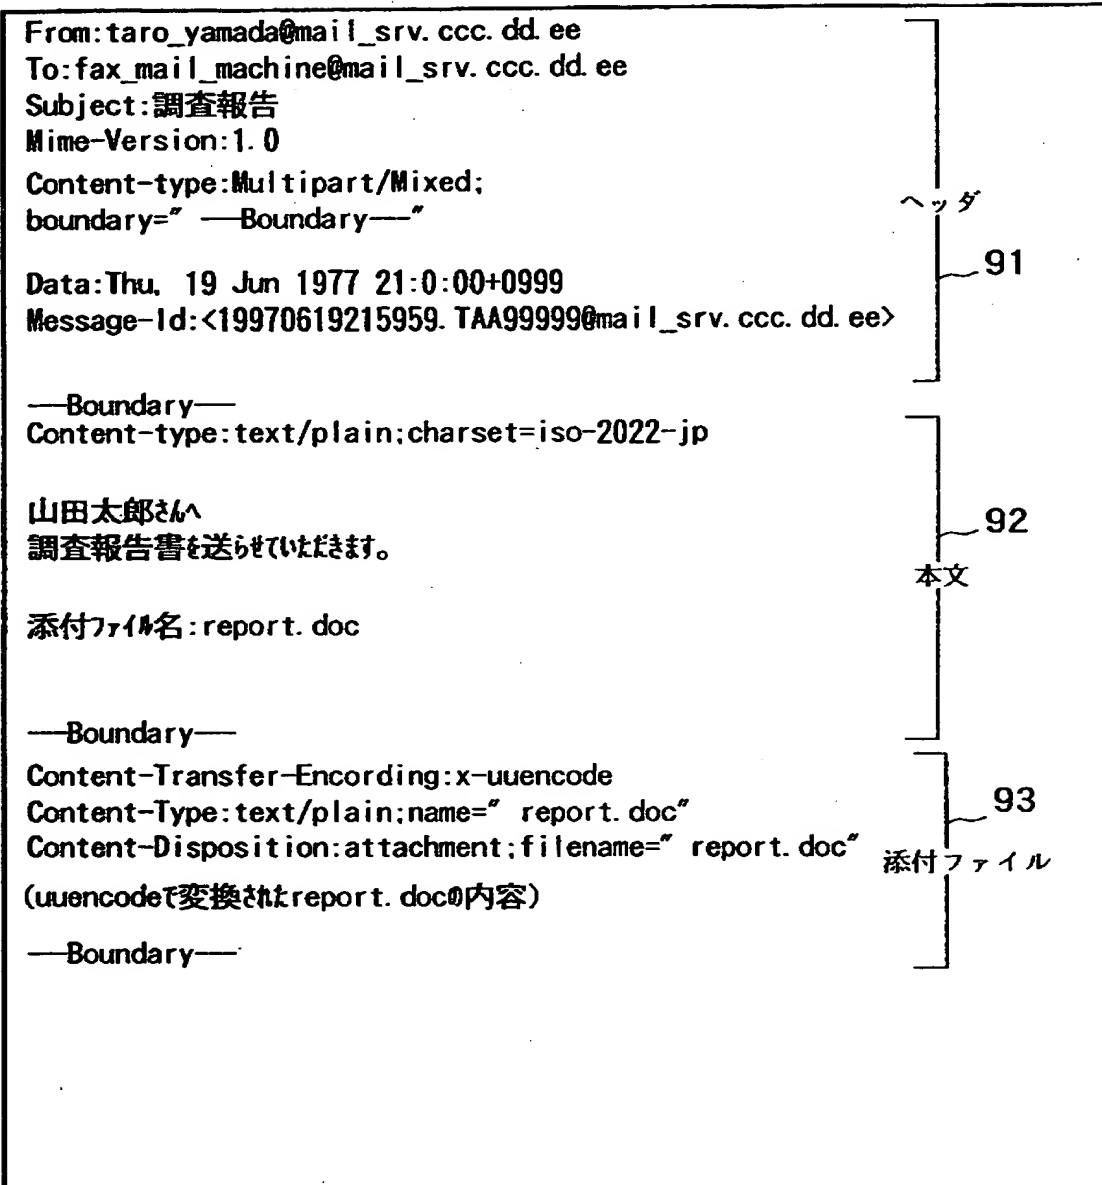 From:taro_yamada@mail_srv.ccc.dd.ee
To:fax_mail_machine@mail_srv.ccc.dd.ee
Subject:調査報告
Mime-Version:1.0
Content-type:Multipart/Mixed;
boundary="──Boundary──"
ヘッダ
91
Data:Thu, 19 Jun 1977 21:0:00+0999
Message-Id:<19970619215959.TAA99999@mail_srv.ccc.dd.ee>
──Boundary──
Content-type:text/plain;charset=iso-2022-jp
山田太郎さんへ
92
調査報告書を送らせていただきます。
本文
添付ファイル名:report.doc
──Boundary──
Content-Transfer-Encording:x-uuencode
Content-Type:text/plain;name="report.doc"
93
Content-Disposition:attachment;filename="report.doc"
添付ファイル
(uuencodeで変換されたreport.docの内容)
──Boundary──